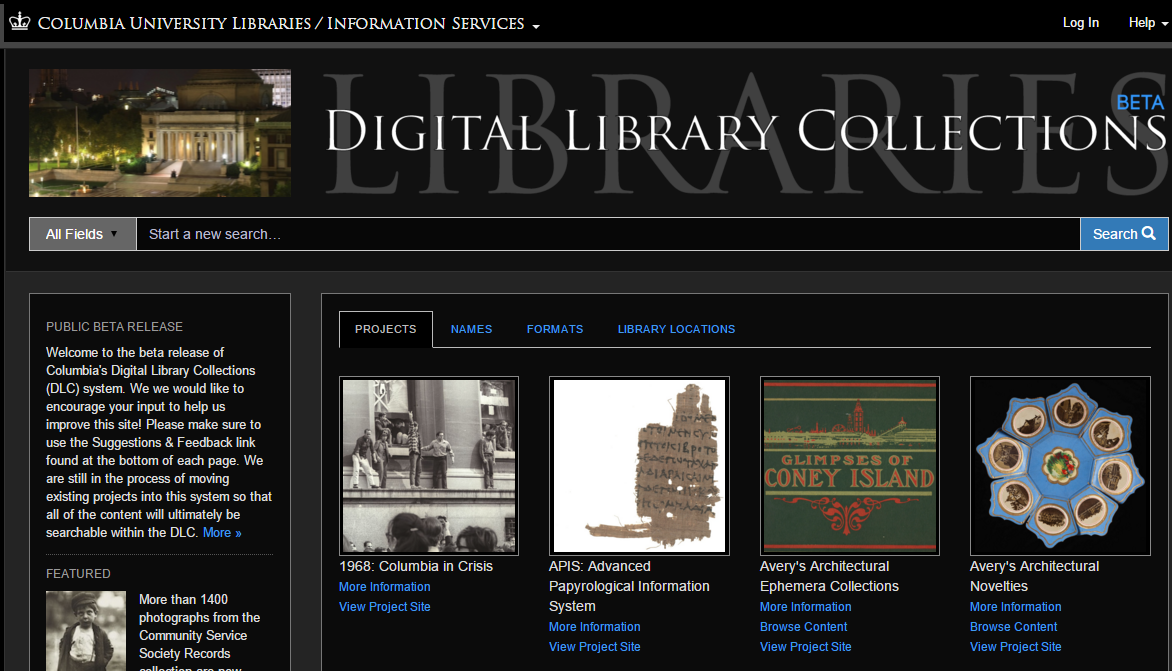 COLUMBIA UNIVERSITY LIBRARIES / INFORMATION SERVICES
Log In
Help
LIBRARIES
BETA
DIGITAL LIBRARY COLLECTIONS
All Fields
Start a new search...
Search
PUBLIC BETA RELEASE
Welcome to the beta release of
Columbia's Digital Library Collections
(DLC) system. We we would like to
encourage your input to help us
improve this site! Please make sure to
use the Suggestions & Feedback link
found at the bottom of each page. We
are still in the process of moving
existing projects into this system so that
all of the content will ultimately be
searchable within the DLC. More »
FEATURED
More than 1400
photographs from the
Community Service
Society Records
collection are now
PROJECTS
NAMES
FORMATS
LIBRARY LOCATIONS
1968: Columbia in Crisis
More Information
View Project Site
APIS: Advanced
Papyrological Information
System
More Information
View Project Site
GLIMPSES OF
CONEY ISLAND
Avery's Architectural
Ephemera Collections
More Information
Browse Content
View Project Site
Avery's Architectural
Novelties
More Information
Browse Content
View Project Site